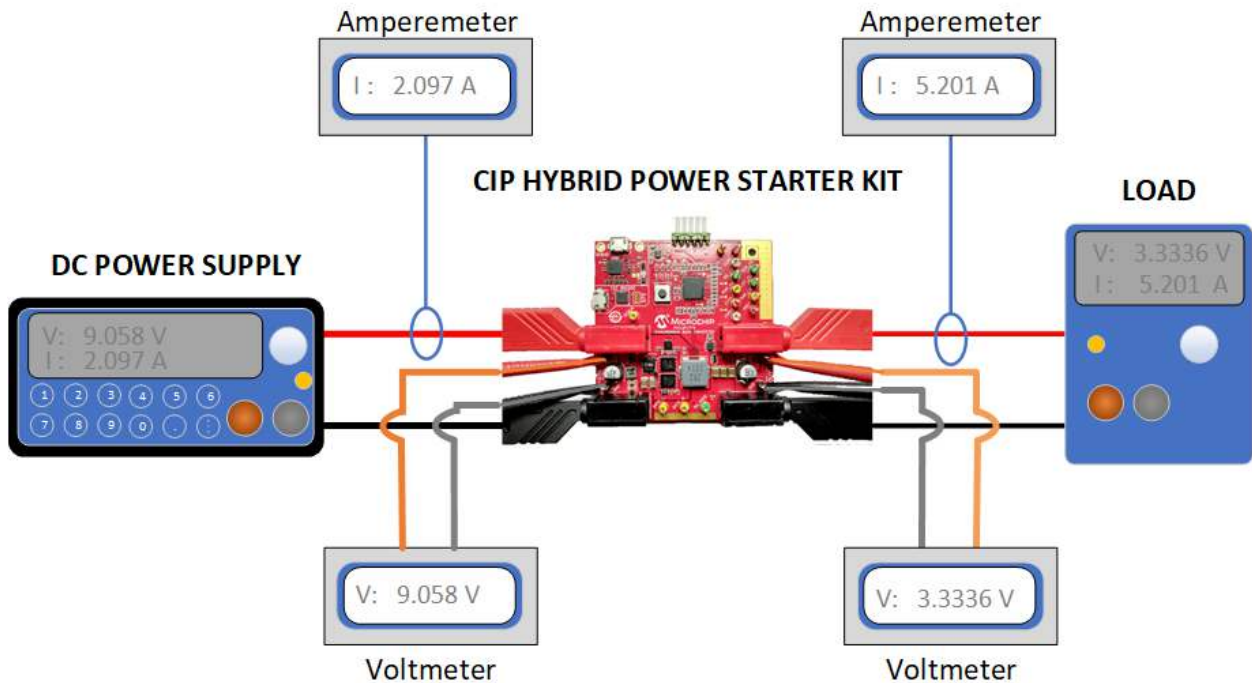 Amperemeter
I : 2.097 A
Amperemeter
I : 5.201 A
CIP HYBRID POWER STARTER KIT
LOAD
V: 3.3336 V
I : 5.201 A
DC POWER SUPPLY
V: 9.058 V
I : 2.097 A
1 2 3 4 5 6
7 8 9 0 . :
MICROCHIP
V: 9.058 V
Voltmeter
V: 3.3336 V
Voltmeter